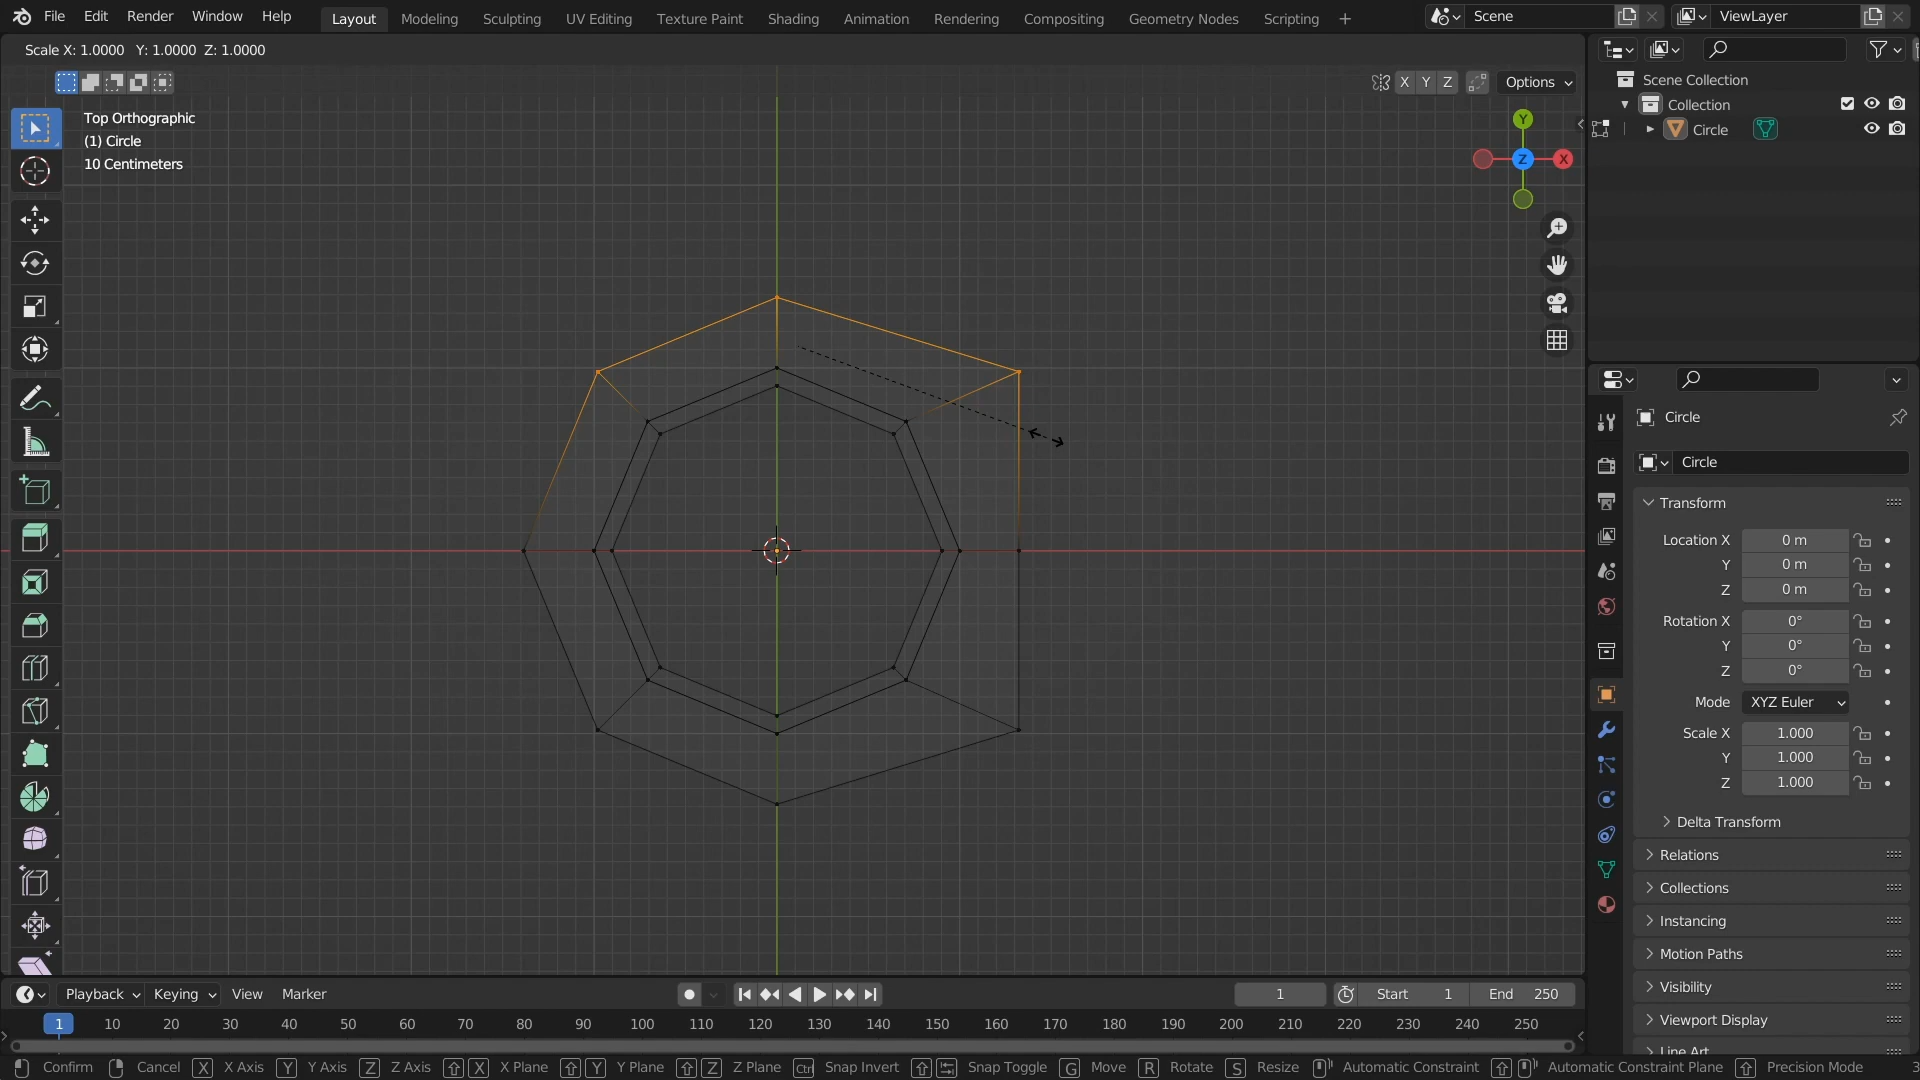 File Edit Render Window Help Layout Modeling Sculpting UV Editing Texture Paint Shading Animation Rendering Compositing Geometry Nodes Scripting + Scene ViewLayer
Scale X: 1.0000 Y: 1.0000 Z: 1.0000
X Y Z Options
Top Orthographic
(1) Circle
10 Centimeters
Y
Z
X
Scene Collection
Collection
Circle
Circle
Circle
Transform
Location X 0 m
Y 0 m
Z 0 m
Rotation X 0°
Y 0°
Z 0°
Mode XYZ Euler
Scale X 1.000
Y 1.000
Z 1.000
Delta Transform
Relations
Collections
Instancing
Motion Paths
Visibility
Viewport Display
Line Art
Playback Keying View Marker 1 Start 1 End 250
1 10 20 30 40 50 60 70 80 90 100 110 120 130 140 150 160 170 180 190 200 210 220 230 240 250
Confirm Cancel X X Axis Y Y Axis Z Z Axis X X Plane Y Y Plane Z Z Plane Ctrl Snap Invert Snap Toggle G Move R Rotate S Resize Automatic Constraint Automatic Constraint Plane Precision Mode